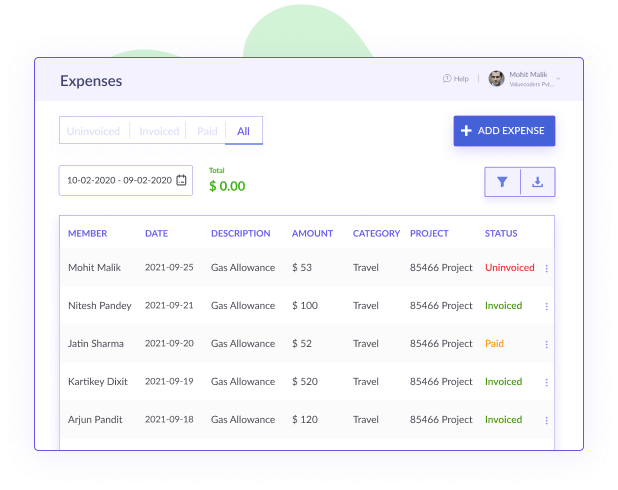 Expenses
Help
Mohit Malik
Valuecoders Pvt...
Uninvoiced Invoiced Paid All
ADD EXPENSE
10-02-2020 - 09-02-2020
Total
$ 0.00
MEMBER DATE DESCRIPTION AMOUNT CATEGORY PROJECT STATUS
Mohit Malik 2021-09-25 Gas Allowance $ 53 Travel 85466 Project Uninvoiced
Nitesh Pandey 2021-09-21 Gas Allowance $ 100 Travel 85466 Project Invoiced
Jatin Sharma 2021-09-20 Gas Allowance $ 52 Travel 85466 Project Paid
Kartikey Dixit 2021-09-19 Gas Allowance $ 520 Travel 85466 Project Invoiced
Arjun Pandit 2021-09-18 Gas Allowance $ 120 Travel 85466 Project Invoiced